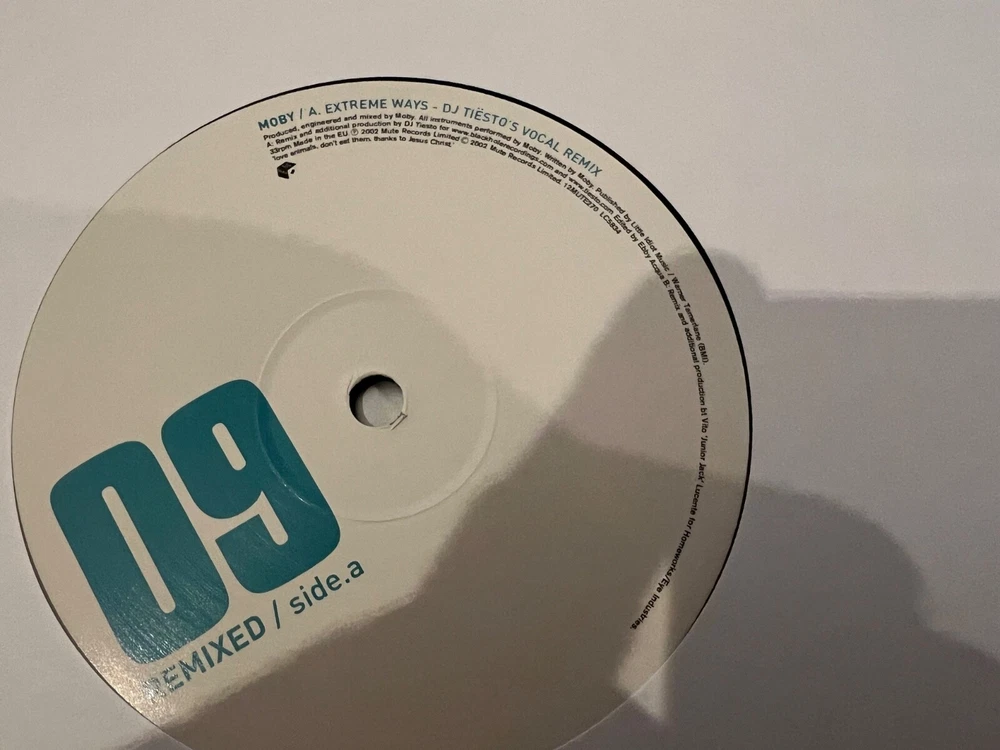 MOBY / A. EXTREME WAYS - DJ TIËSTO'S VOCAL REMIX
Produced, engineered and mixed by Moby. All instruments performed by Moby. Written by Moby. Published by Little Idiot Music / Warner Tamerlane (BMI).
A: Remix and additional production by DJ Tiesto for www.blackholerecordings.com and www.tiesto.com Edited by Ebby Acqua B: Remix and additional production bt Vito 'Junior Jack' Lucente for Homeworks/Eye Industries.
33rpm Made in the EU ℗ 2002 Mute Records Limited © 2002 Mute Records Limited. 12MUTE270 LC5834
'love animals, don't eat them. thanks to Jesus Christ.'
09
REMIXED / side.a